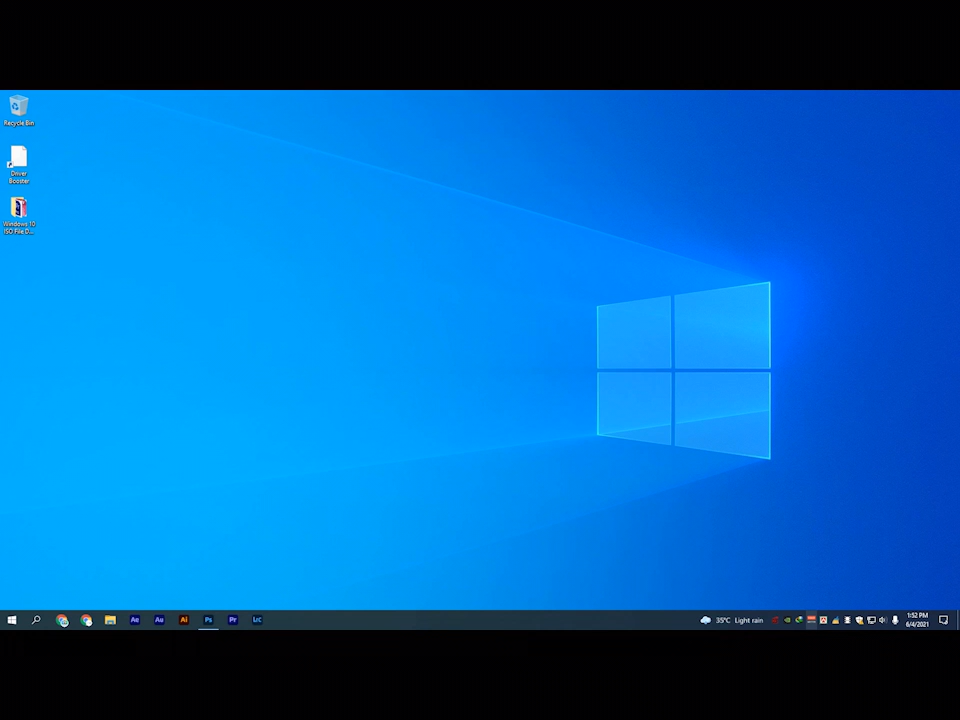 Recycle Bin
Driver
Booster
Windows 10
ISO File D...
Ae
Au
Ai
Ps
Pr
LrC
35°C Light rain
1:52 PM
6/4/2021